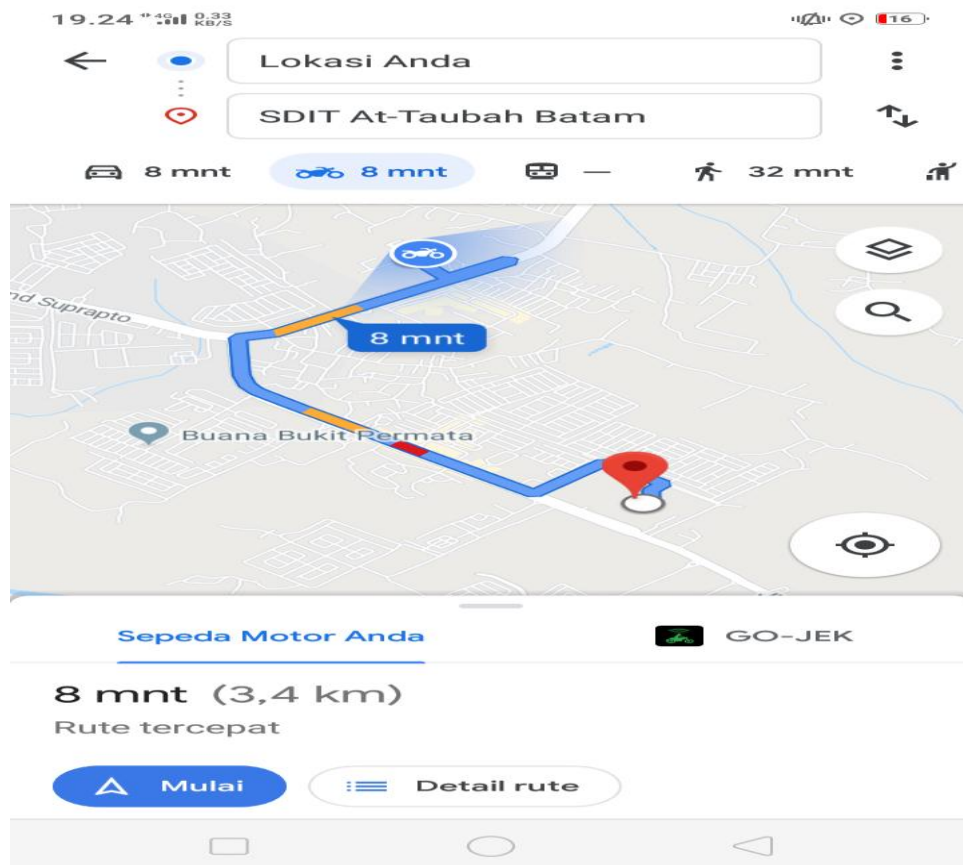 19.24 4G 0.33 KB/S 16
Lokasi Anda
SDIT At-Taubah Batam
8 mnt 8 mnt — 32 mnt
nd Suprapto
8 mnt
Buana Bukit Permata
Sepeda Motor Anda GO-JEK
8 mnt (3,4 km)
Rute tercepat
Mulai Detail rute